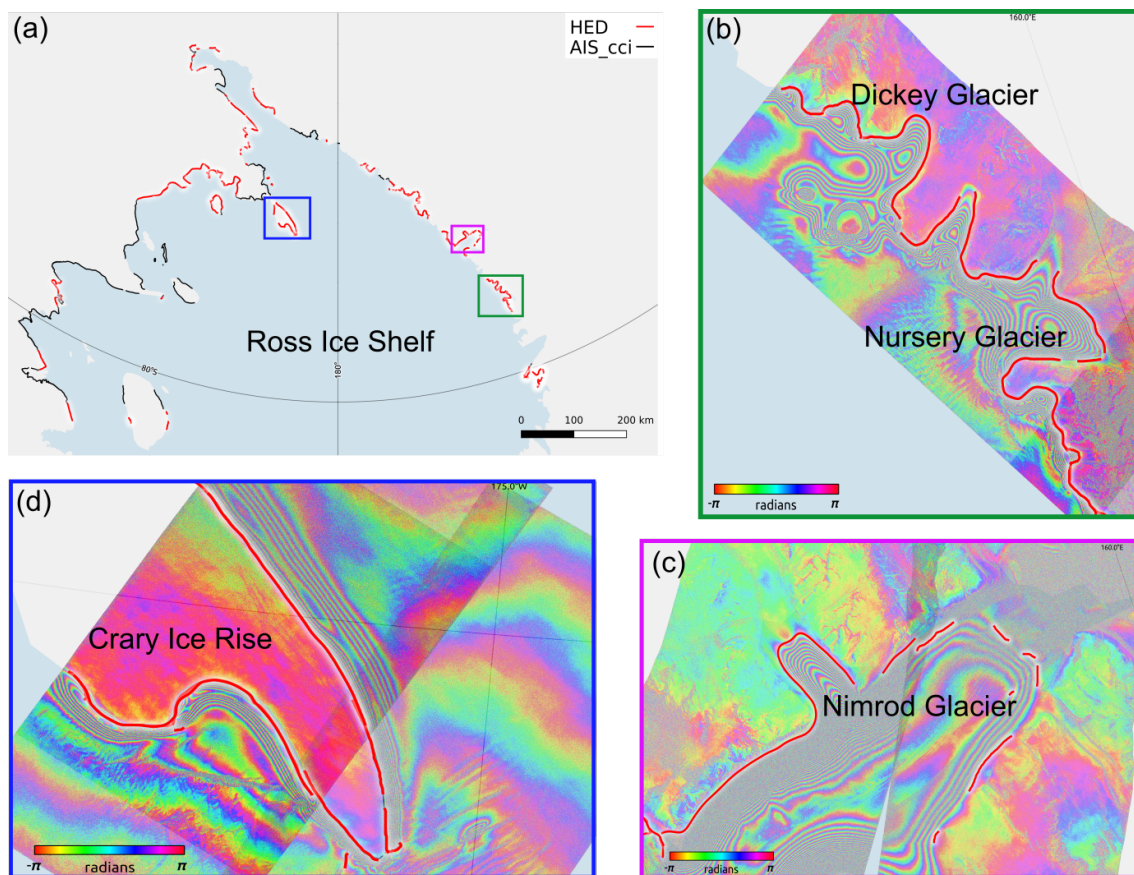 (a)
HED
AIS_cci
Ross Ice Shelf
80°S
180°
0 100 200 km
(b)
160.0°E
Dickey Glacier
Nursery Glacier
-π π
radians
(d)
175.0°W
Crary Ice Rise
-π π
radians
(c)
160.0°E
Nimrod Glacier
-π π
radians